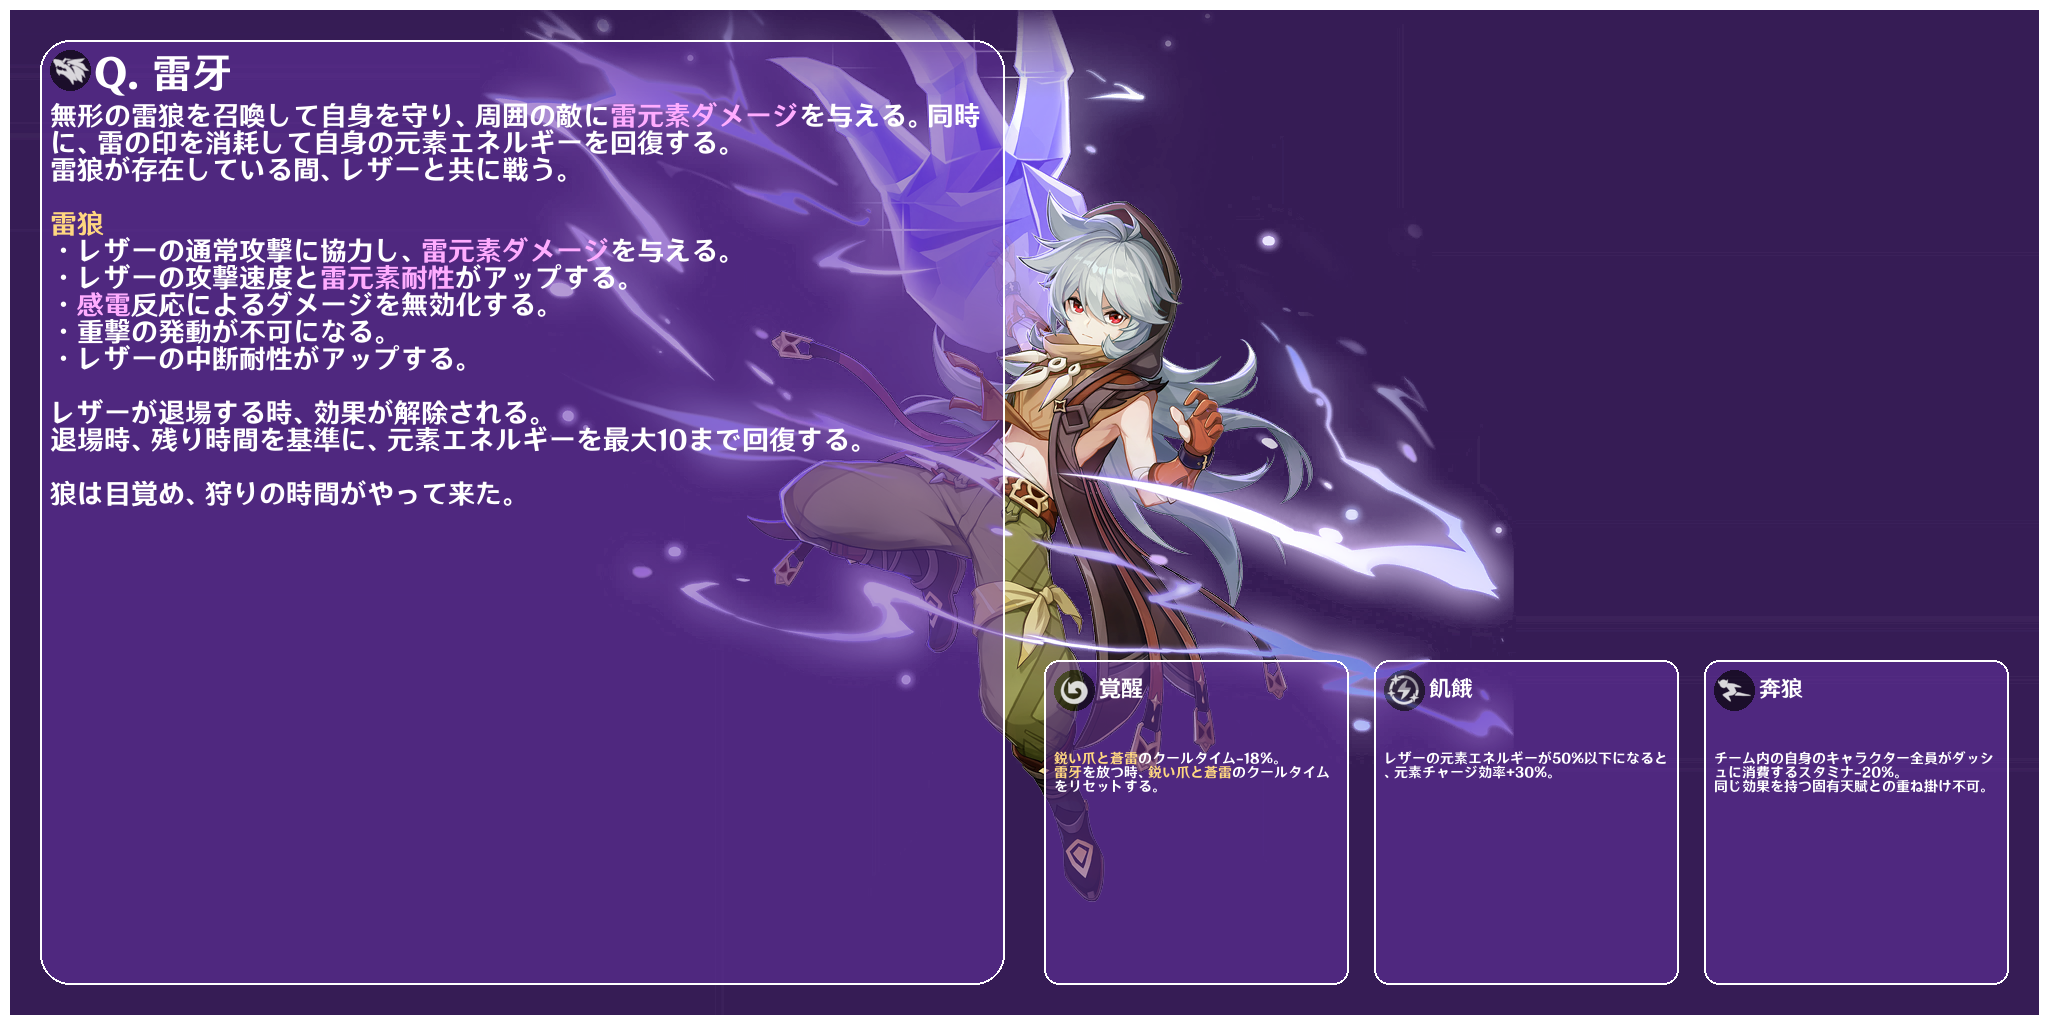 Q. 雷牙
無形の雷狼を召喚して自身を守り、周囲の敵に雷元素ダメージを与える。同時
に、雷の印を消耗して自身の元素エネルギーを回復する。
雷狼が存在している間、レザーと共に戦う。
雷狼
・レザーの通常攻撃に協力し、雷元素ダメージを与える。
・レザーの攻撃速度と雷元素耐性がアップする。
・感電反応によるダメージを無効化する。
・重撃の発動が不可になる。
・レザーの中断耐性がアップする。
レザーが退場する時、効果が解除される。
退場時、残り時間を基準に、元素エネルギーを最大10まで回復する。
狼は目覚め、狩りの時間がやって来た。
覚醒
鋭い爪と蒼雷のクールタイム-18%。
雷牙を放つ時、鋭い爪と蒼雷のクールタイム
をリセットする。
飢餓
レザーの元素エネルギーが50%以下になると
、元素チャージ効率+30%。
奔狼
チーム内の自身のキャラクター全員がダッシ
ュに消費するスタミナ-20%。
同じ効果を持つ固有天賦との重ね掛け不可。